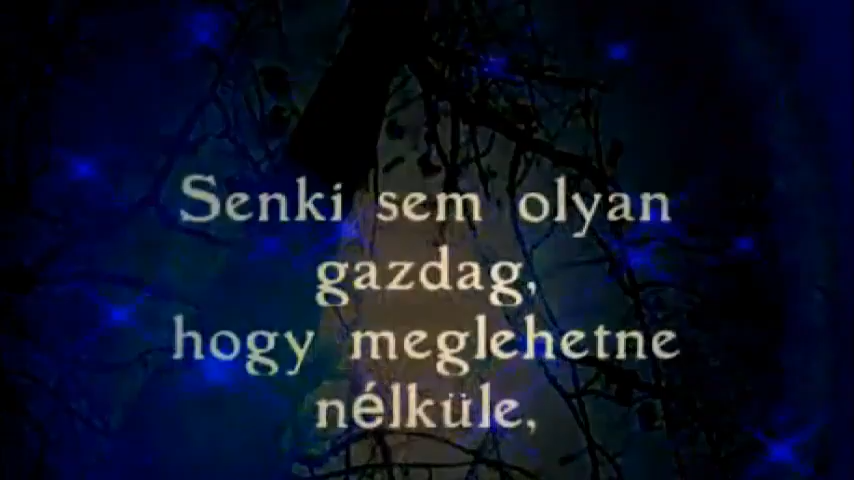 Senki sem olyan
gazdag,
hogy meglehetne
nélküle,